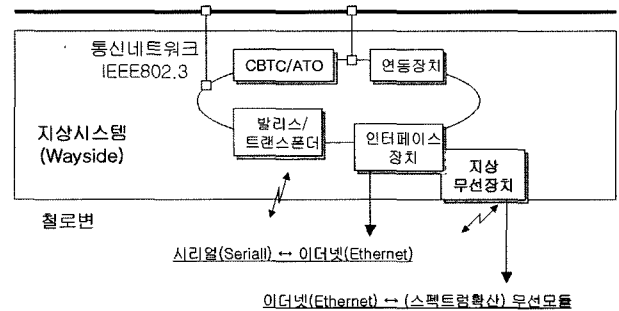 통신네트워크
IEEE802.3
CBTC/ATO
연동장치
지상시스템
(Wayside)
발리스/
트랜스폰더
인터페이스
장치
지상
무선장치
철로변
시리얼(Seriall) ↔ 이더넷(Ethernet)
이더넷(Ethernet) ↔ (스펙트럼확산) 무선모듈